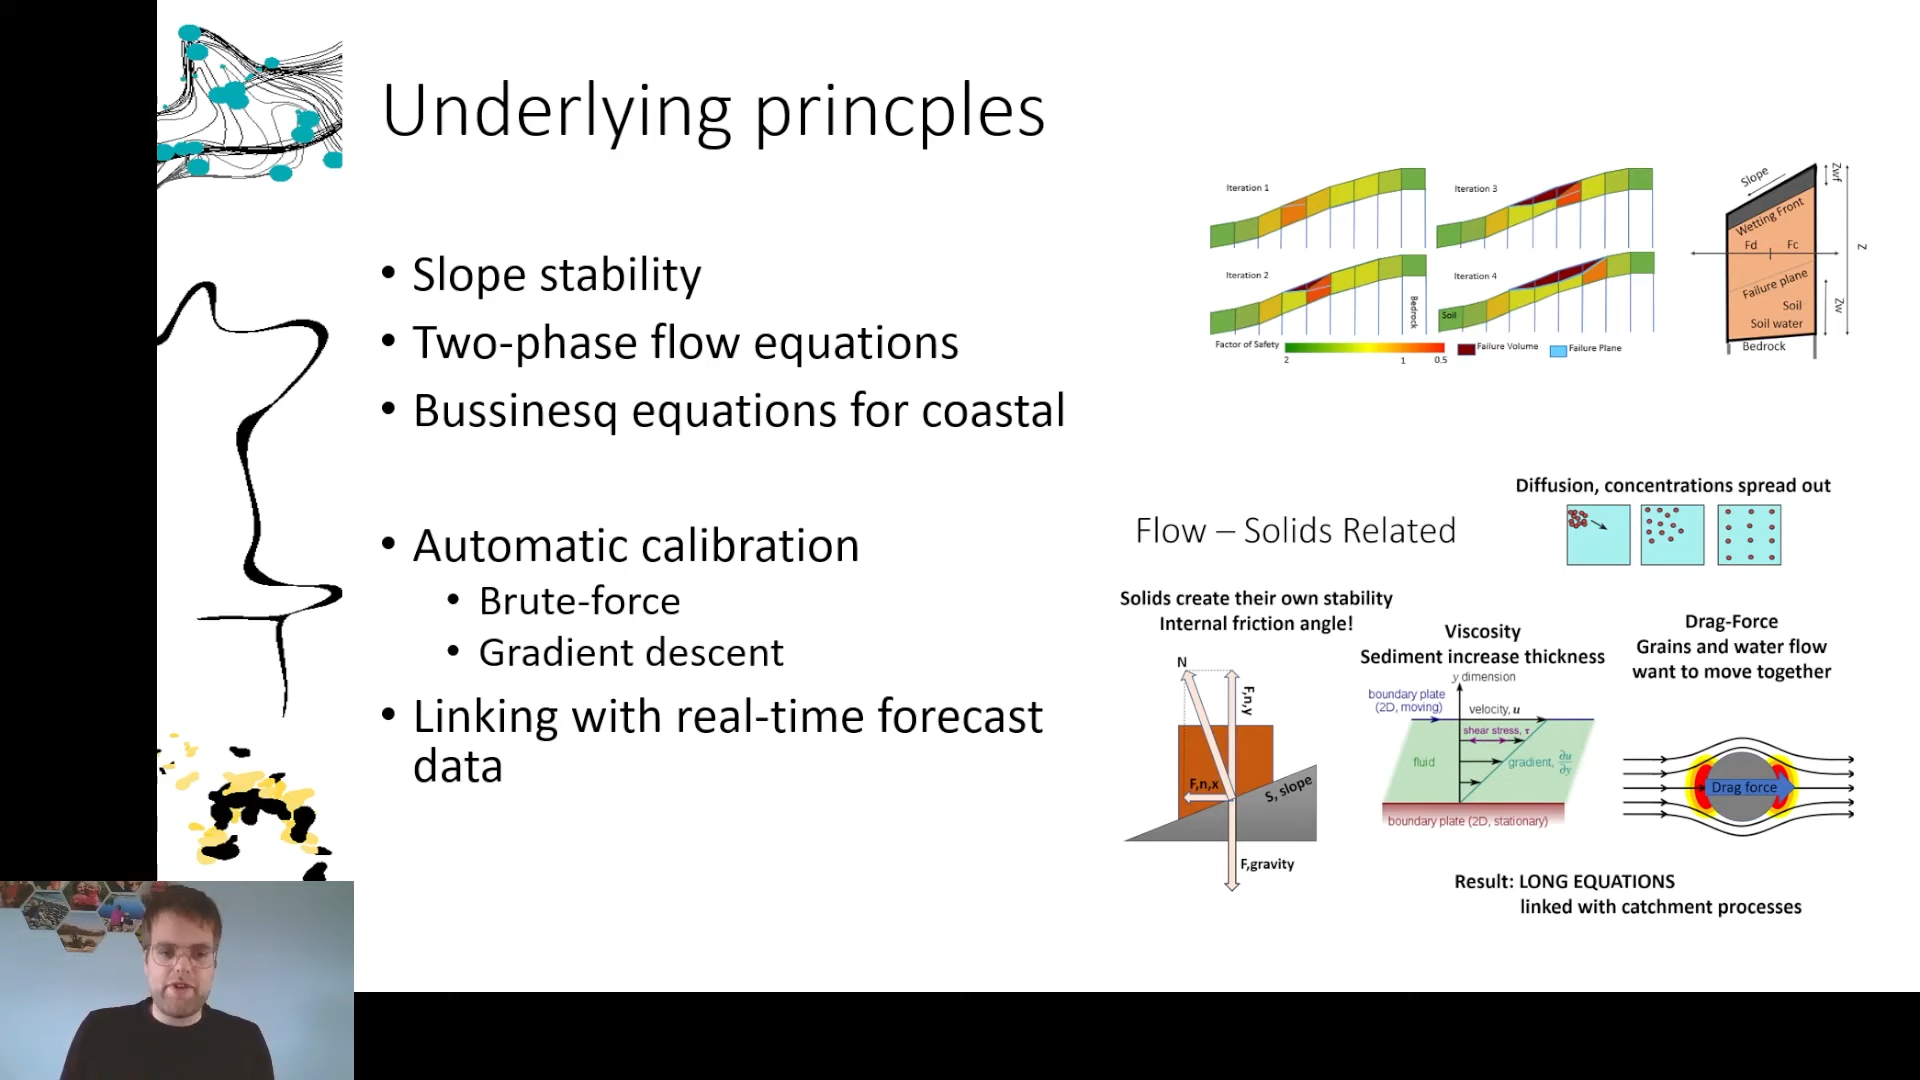 Underlying princples
• Slope stability
• Two-phase flow equations
• Bussinesq equations for coastal
• Automatic calibration
• Brute-force
• Gradient descent
• Linking with real-time forecast
data
Iteration 1
Iteration 3
Iteration 2
Iteration 4
Bedrock
Soil
Factor of Safety
2
1
0.5
Failure Volume
Failure Plane
Slope
Zwf
Wetting Front
Fd
Fc
Z
Failure plane
Zw
Soil
Soil water
Bedrock
Diffusion, concentrations spread out
Flow – Solids Related
Solids create their own stability
Internal friction angle!
N
F,n,y
F,n,x
S, slope
F,gravity
Viscosity
Sediment increase thickness
y dimension
boundary plate
(2D, moving)
velocity, u
shear stress, τ
fluid
gradient, ∂u/∂y
boundary plate (2D, stationary)
Drag-Force
Grains and water flow
want to move together
Drag force
Result: LONG EQUATIONS
linked with catchment processes